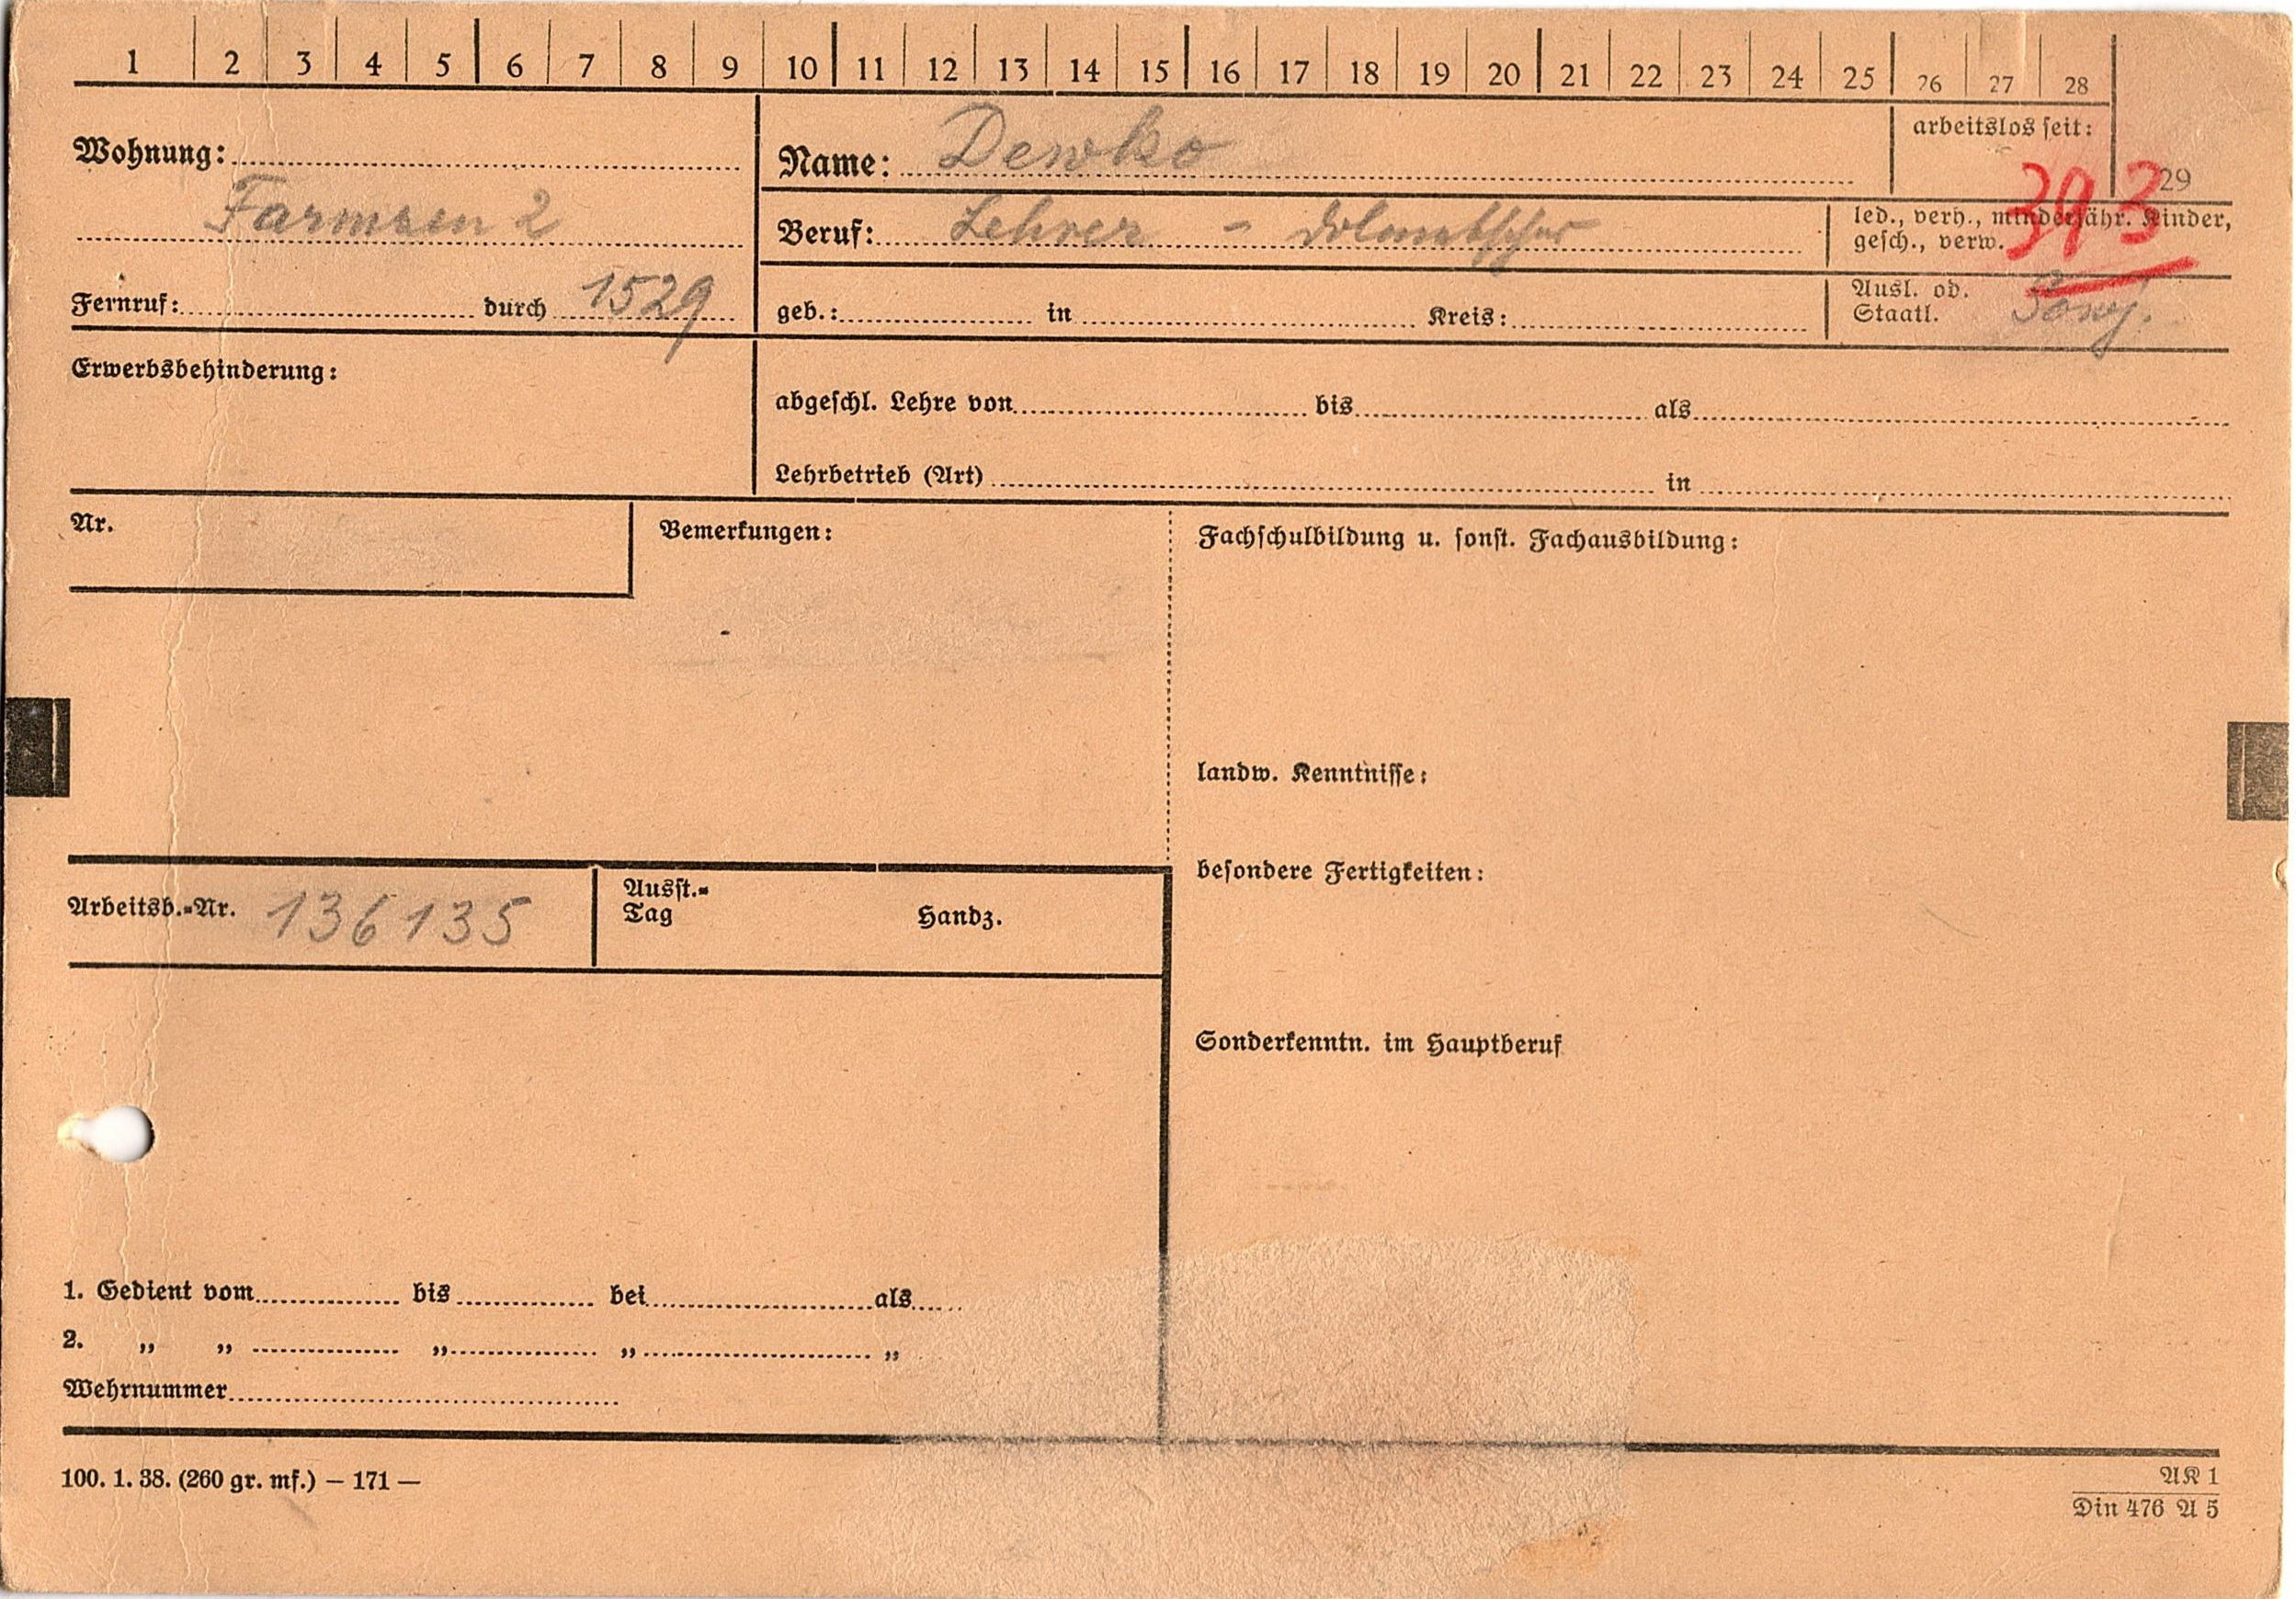 1 2 3 4 5 6 7 8 9 10 11 12 13 14 15 16 17 18 19 20 21 22 23 24 25 26 27 28
Wohnung:
Name: Dewko
arbeitslos seit:
393
29
Farmsen 2
Beruf: Lehrer - Dolmetscher
led., verh., minderjähr. Kinder,
gesch., verw.
Fernruf: durch 1529
geb.: in Kreis:
Ausl. od.
Staatl. Sowj.
Erwerbsbehinderung:
abgeschl. Lehre von bis als
Lehrbetrieb (Art) in
Nr.
Bemerkungen:
Fachschulbildung u. sonst. Fachausbildung:
landw. Kenntnisse:
besondere Fertigkeiten:
Arbeitsb.-Nr. 136135
Ausst.-
Tag Handz.
Sonderkenntn. im Hauptberuf
1. Gedient vom bis bei als
2. „ „ „ „ „
Wehrnummer
100. 1. 38. (260 gr. mf.) — 171 —
AK 1
Din 476 A 5